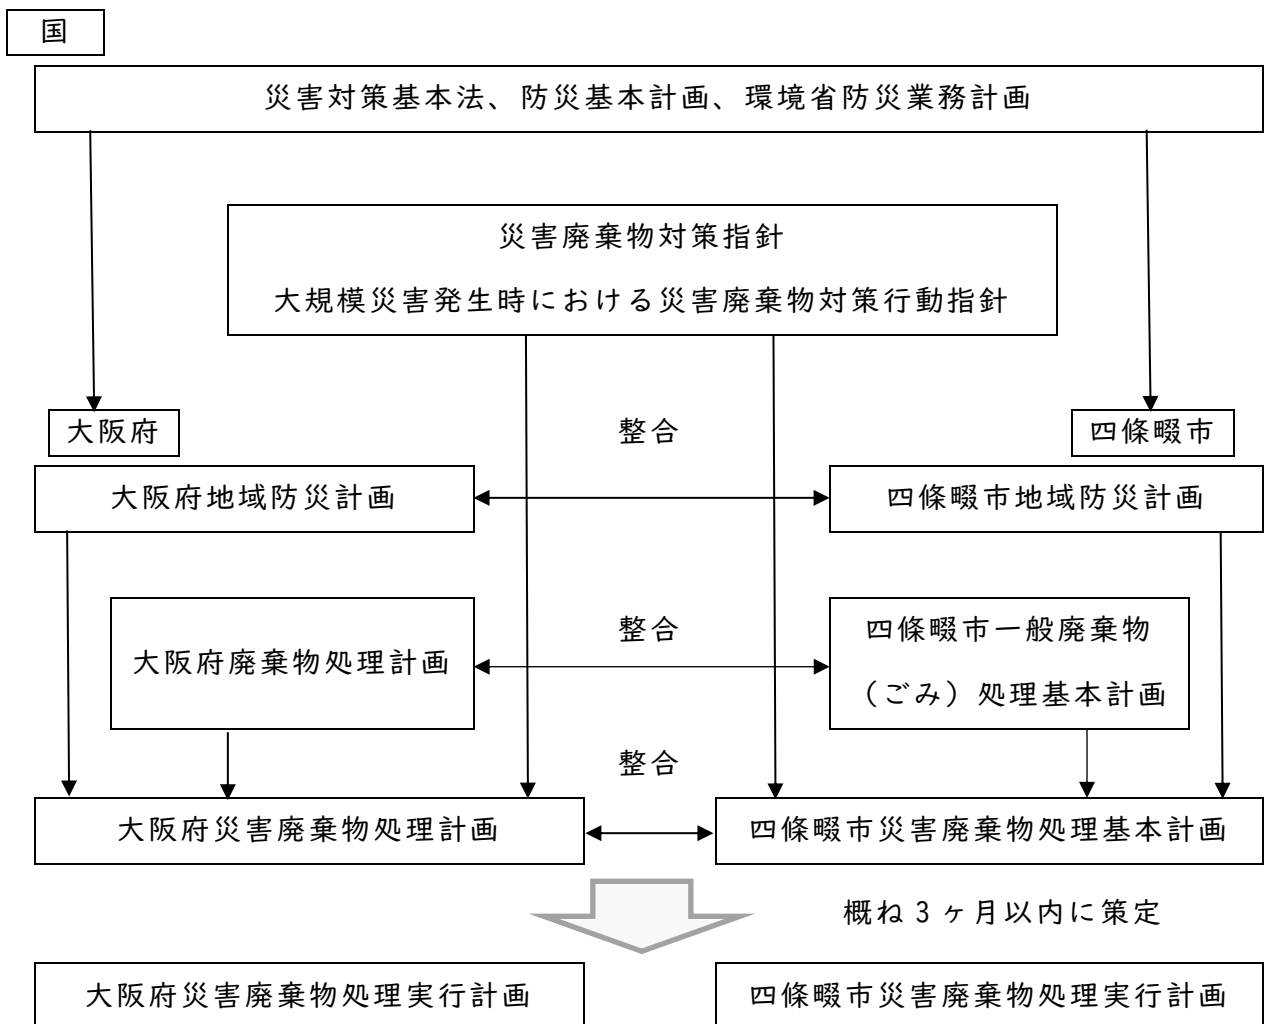 国
災害対策基本法、防災基本計画、環境省防災業務計画
災害廃棄物対策指針
大規模災害発生時における災害廃棄物対策行動指針
大阪府
整合
四條畷市
大阪府地域防災計画
四條畷市地域防災計画
整合
四條畷市一般廃棄物
大阪府廃棄物処理計画
（ごみ）処理基本計画
整合
大阪府災害廃棄物処理計画
四條畷市災害廃棄物処理基本計画
概ね3ヶ月以内に策定
大阪府災害廃棄物処理実行計画
四條畷市災害廃棄物処理実行計画